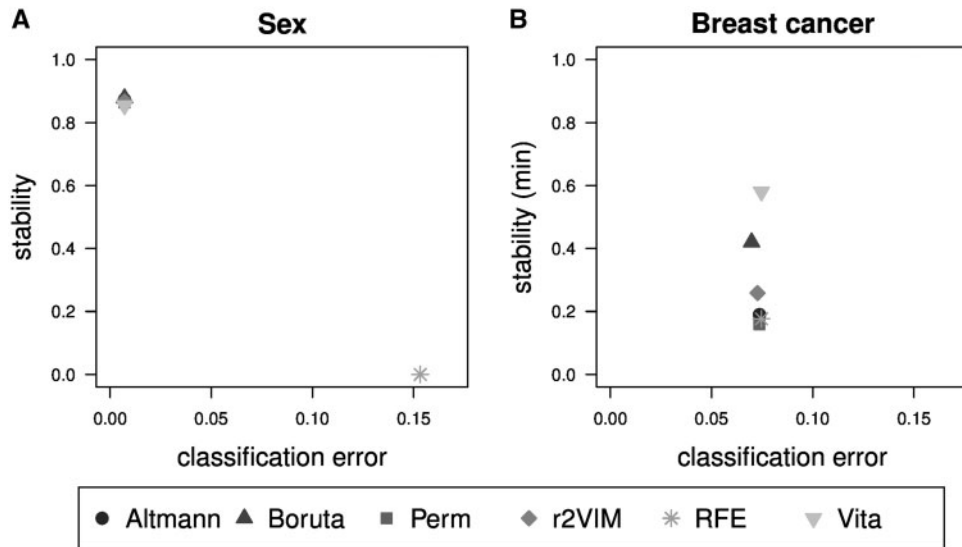 A
Sex
1.0
0.8
0.6
0.4
0.2
0.0
stability
0.00
0.05
0.10
0.15
classification error
B
Breast cancer
1.0
0.8
0.6
0.4
0.2
0.0
stability (min)
0.00
0.05
0.10
0.15
classification error
Altmann Boruta Perm r2VIM RFE Vita